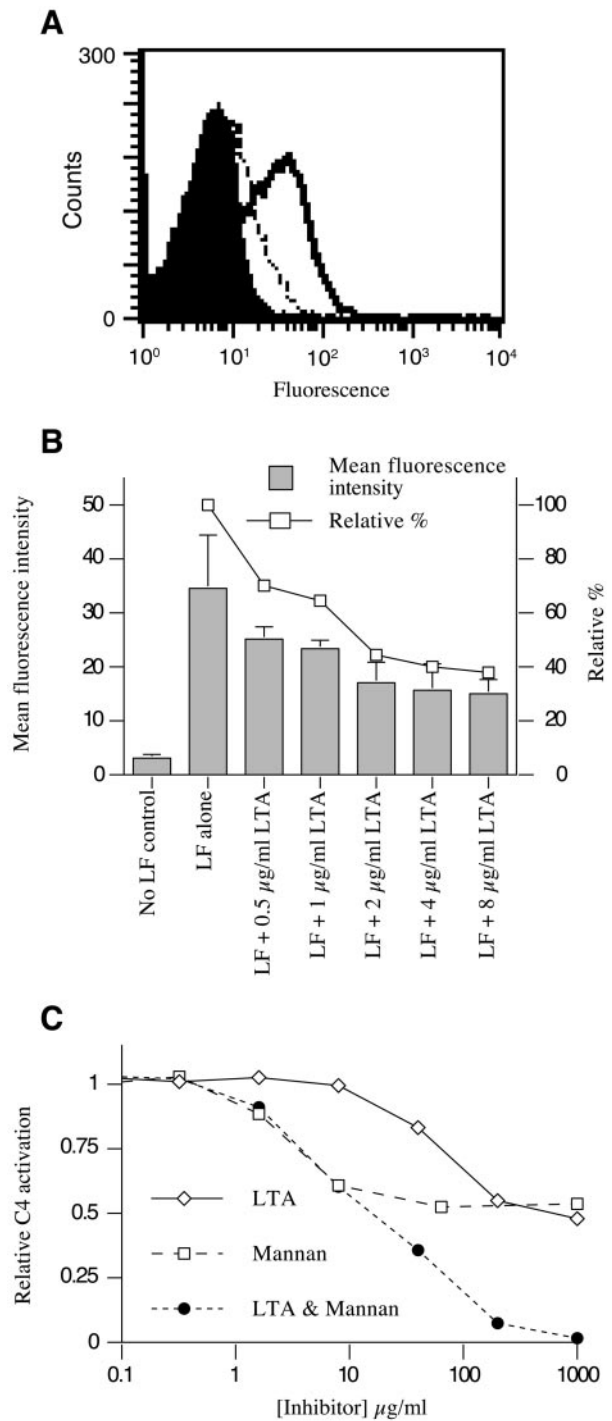 A
300
Counts
0
10⁰ 10¹ 10² 10³ 10⁴
Fluorescence
B
Mean fluorescence intensity
Relative %
Mean fluorescence intensity
50
40
30
20
10
0
100
80
60
40
20
0
Relative %
No LF control
LF alone
LF + 0.5 µg/ml LTA
LF + 1 µg/ml LTA
LF + 2 µg/ml LTA
LF + 4 µg/ml LTA
LF + 8 µg/ml LTA
C
Relative C4 activation
1
0.75
0.5
0.25
0
LTA
Mannan
LTA & Mannan
0.1 1 10 100 1000
[Inhibitor] µg/ml